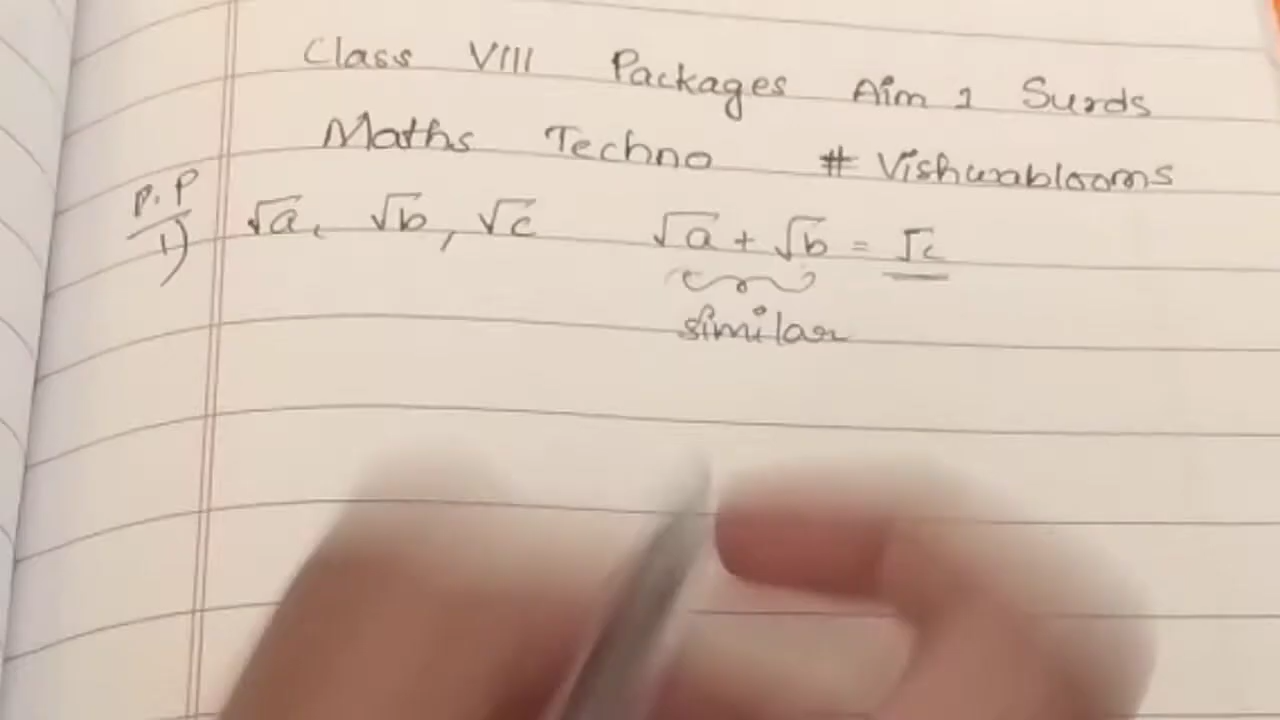 Class VIII Packages Aim 1 Surds
Maths Techno # Vishwablooms
P.P
1) √a, √b, √c √a + √b = √c
similar